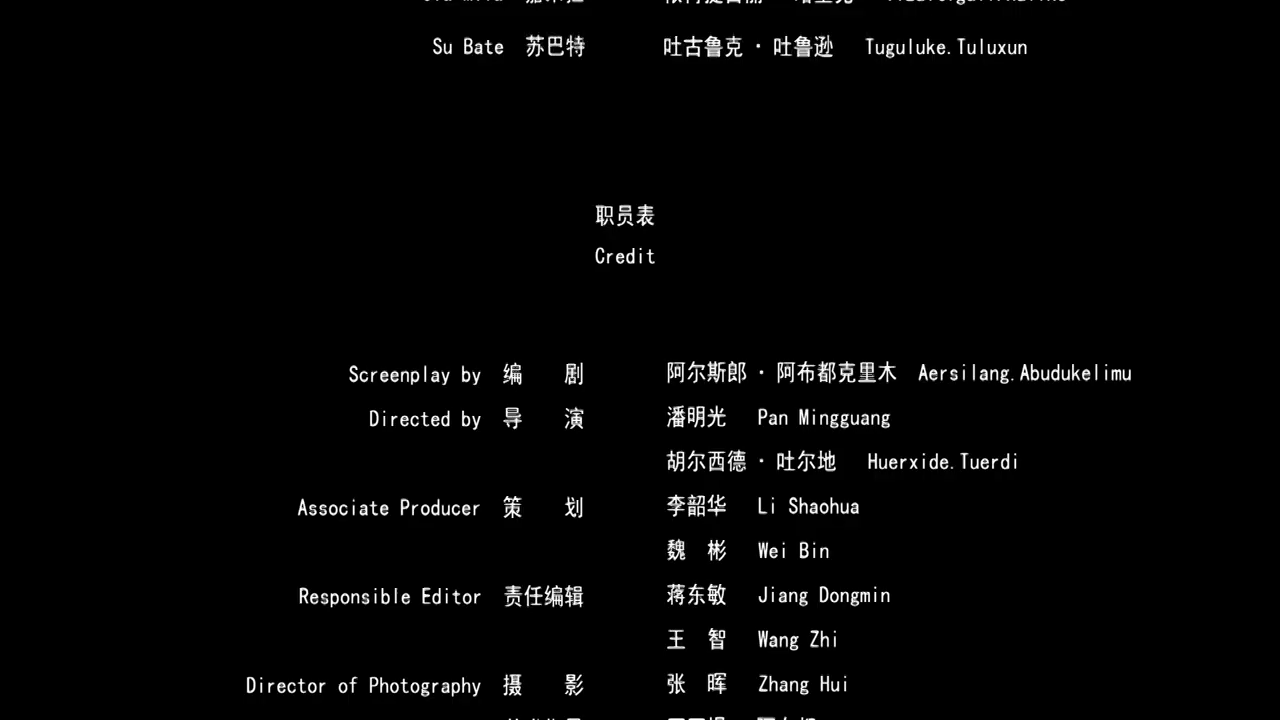 Su Bate 苏巴特 吐古鲁克·吐鲁逊 Tuguluke.Tuluxun
职员表
Credit
Screenplay by 编 剧 阿尔斯郎·阿布都克里木 Aersilang.Abudukelimu
Directed by 导 演 潘明光 Pan Mingguang
胡尔西德·吐尔地 Huerxide.Tuerdi
Associate Producer 策 划 李韶华 Li Shaohua
魏 彬 Wei Bin
Responsible Editor 责任编辑 蒋东敏 Jiang Dongmin
王 智 Wang Zhi
Director of Photography 摄 影 张 晖 Zhang Hui